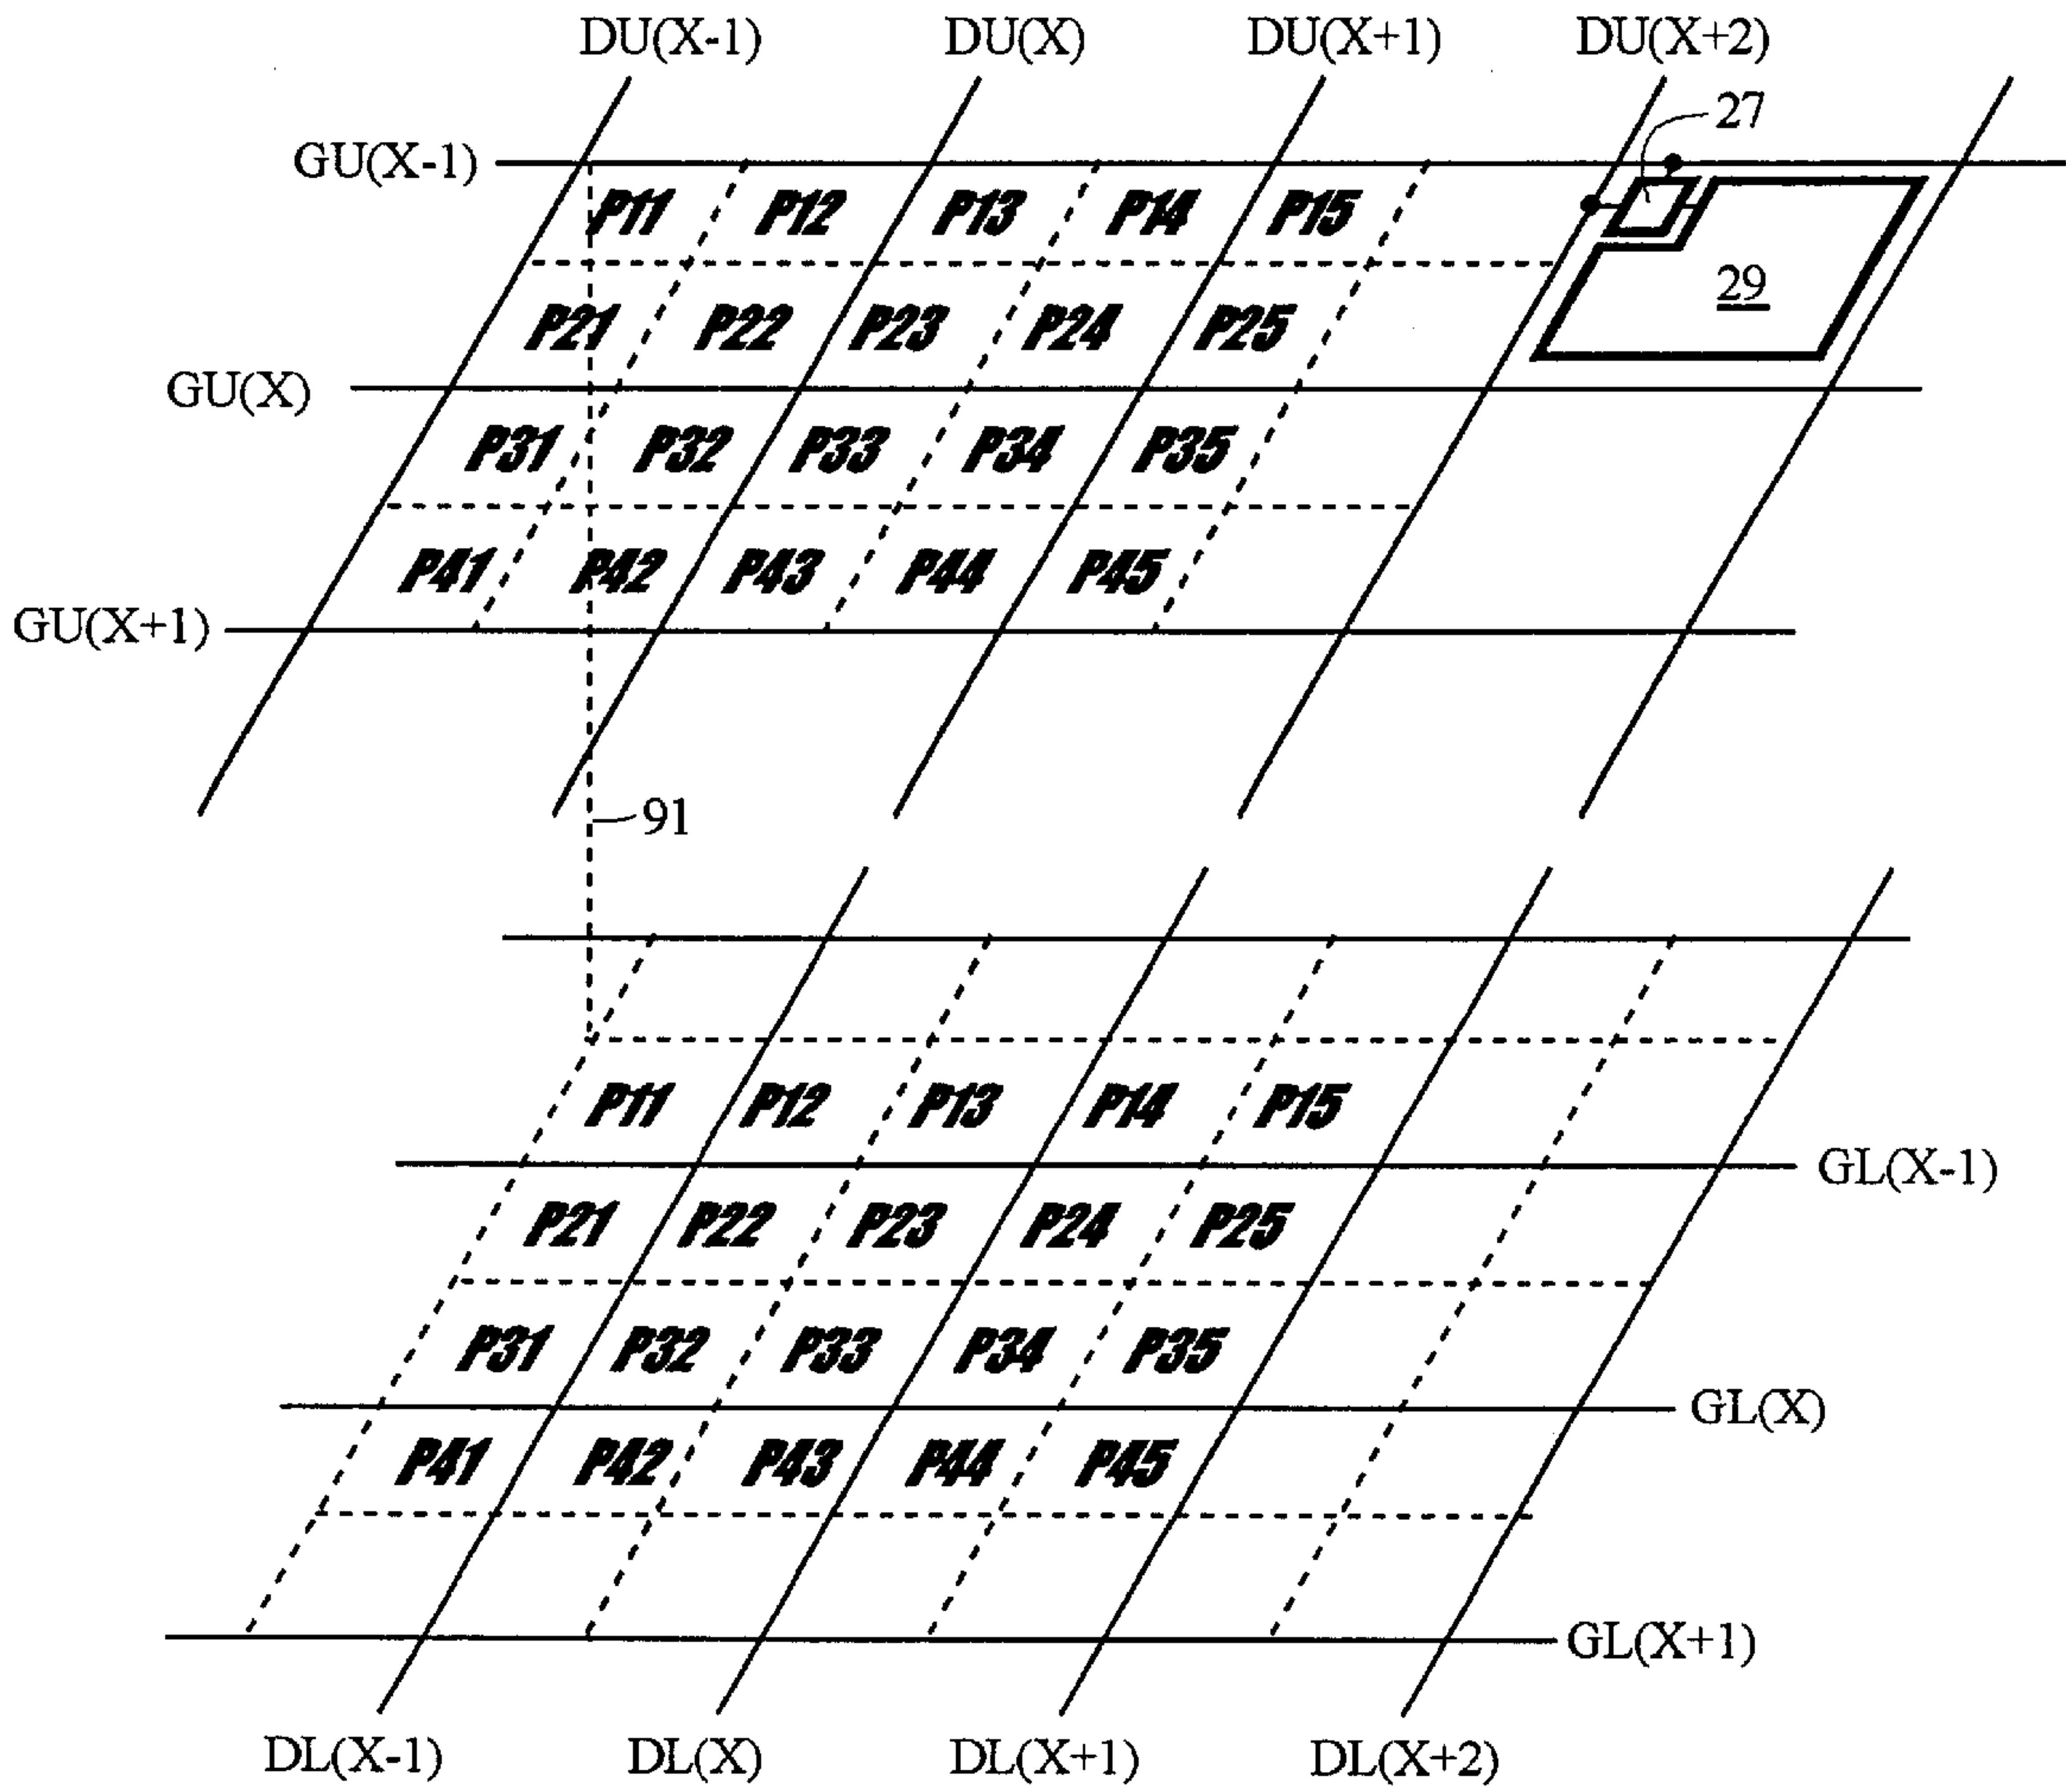 DU(X-1) DU(X) DU(X+1) DU(X+2)
27
GU(X-1)
P11 P12 P13 P14 P15
29
P21 P22 P23 P24 P25
GU(X)
P31 P32 P33 P34 P35
P41 P42 P43 P44 P45
GU(X+1)
91
P11 P12 P13 P14 P15
GL(X-1)
P21 P22 P23 P24 P25
P31 P32 P33 P34 P35
GL(X)
P41 P42 P43 P44 P45
GL(X+1)
DL(X-1) DL(X) DL(X+1) DL(X+2)